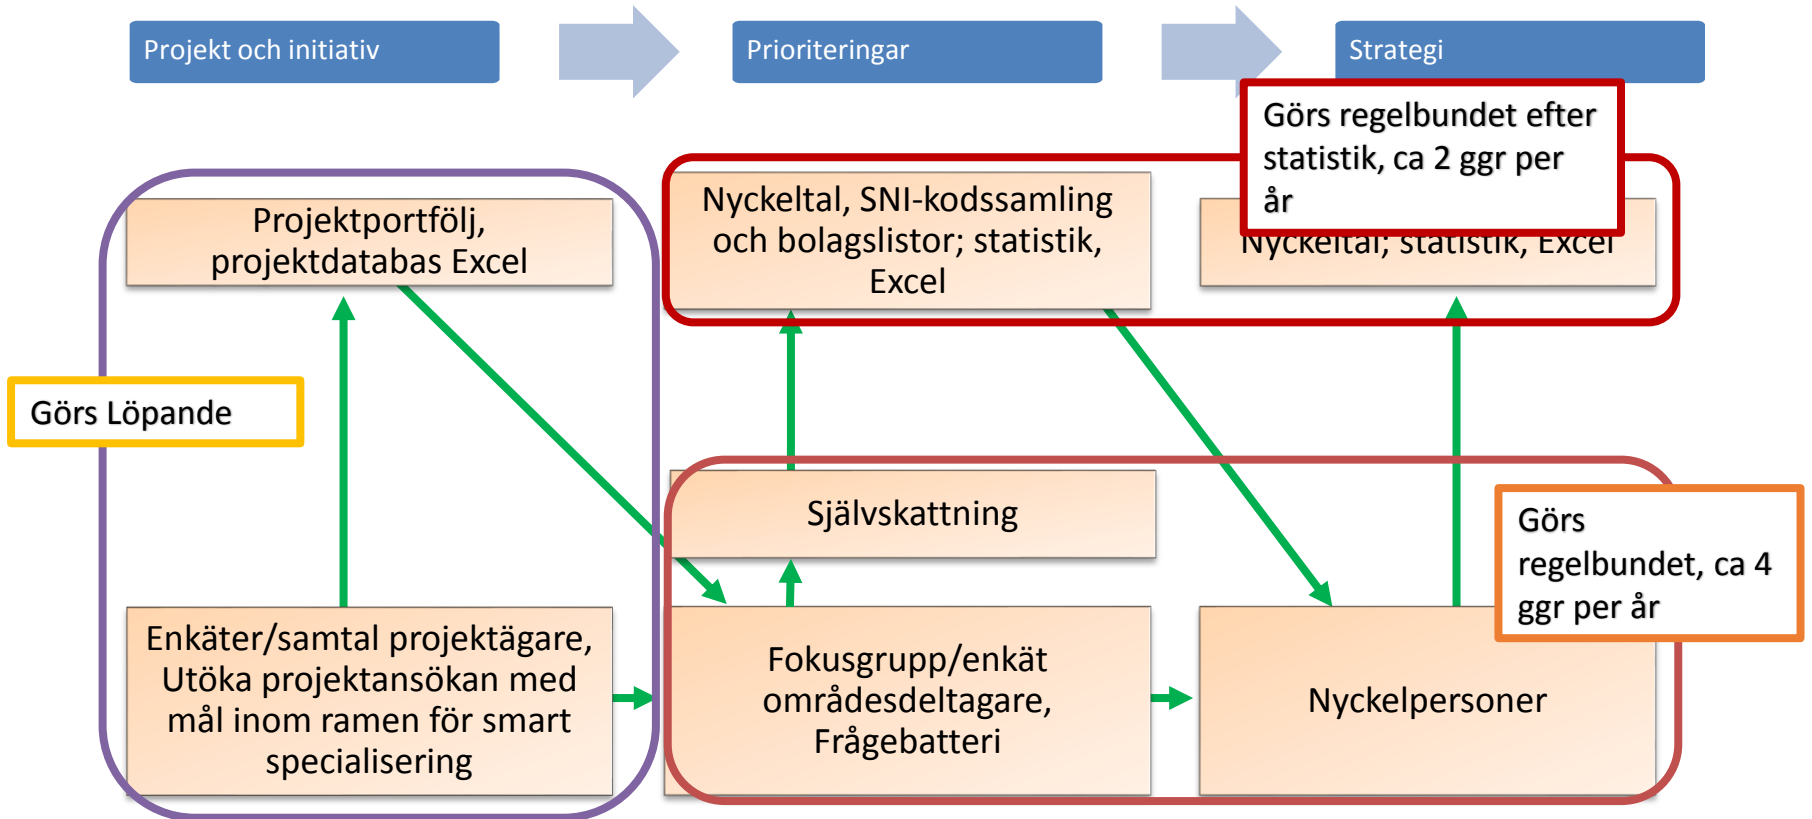 Projekt och initiativ
Prioriteringar
Strategi
Görs regelbundet efter
statistik, ca 2 ggr per
år
Projektportfölj,
projektdatabas Excel
Nyckeltal, SNI-kodssamling
och bolagslistor; statistik,
Excel
Nyckeltal; statistik, Excel
Görs Löpande
Självskattning
Görs
regelbundet, ca 4
ggr per år
Enkäter/samtal projektägare,
Utöka projektansökan med
mål inom ramen för smart
specialisering
Fokusgrupp/enkät
områdesdeltagare,
Frågebatteri
Nyckelpersoner